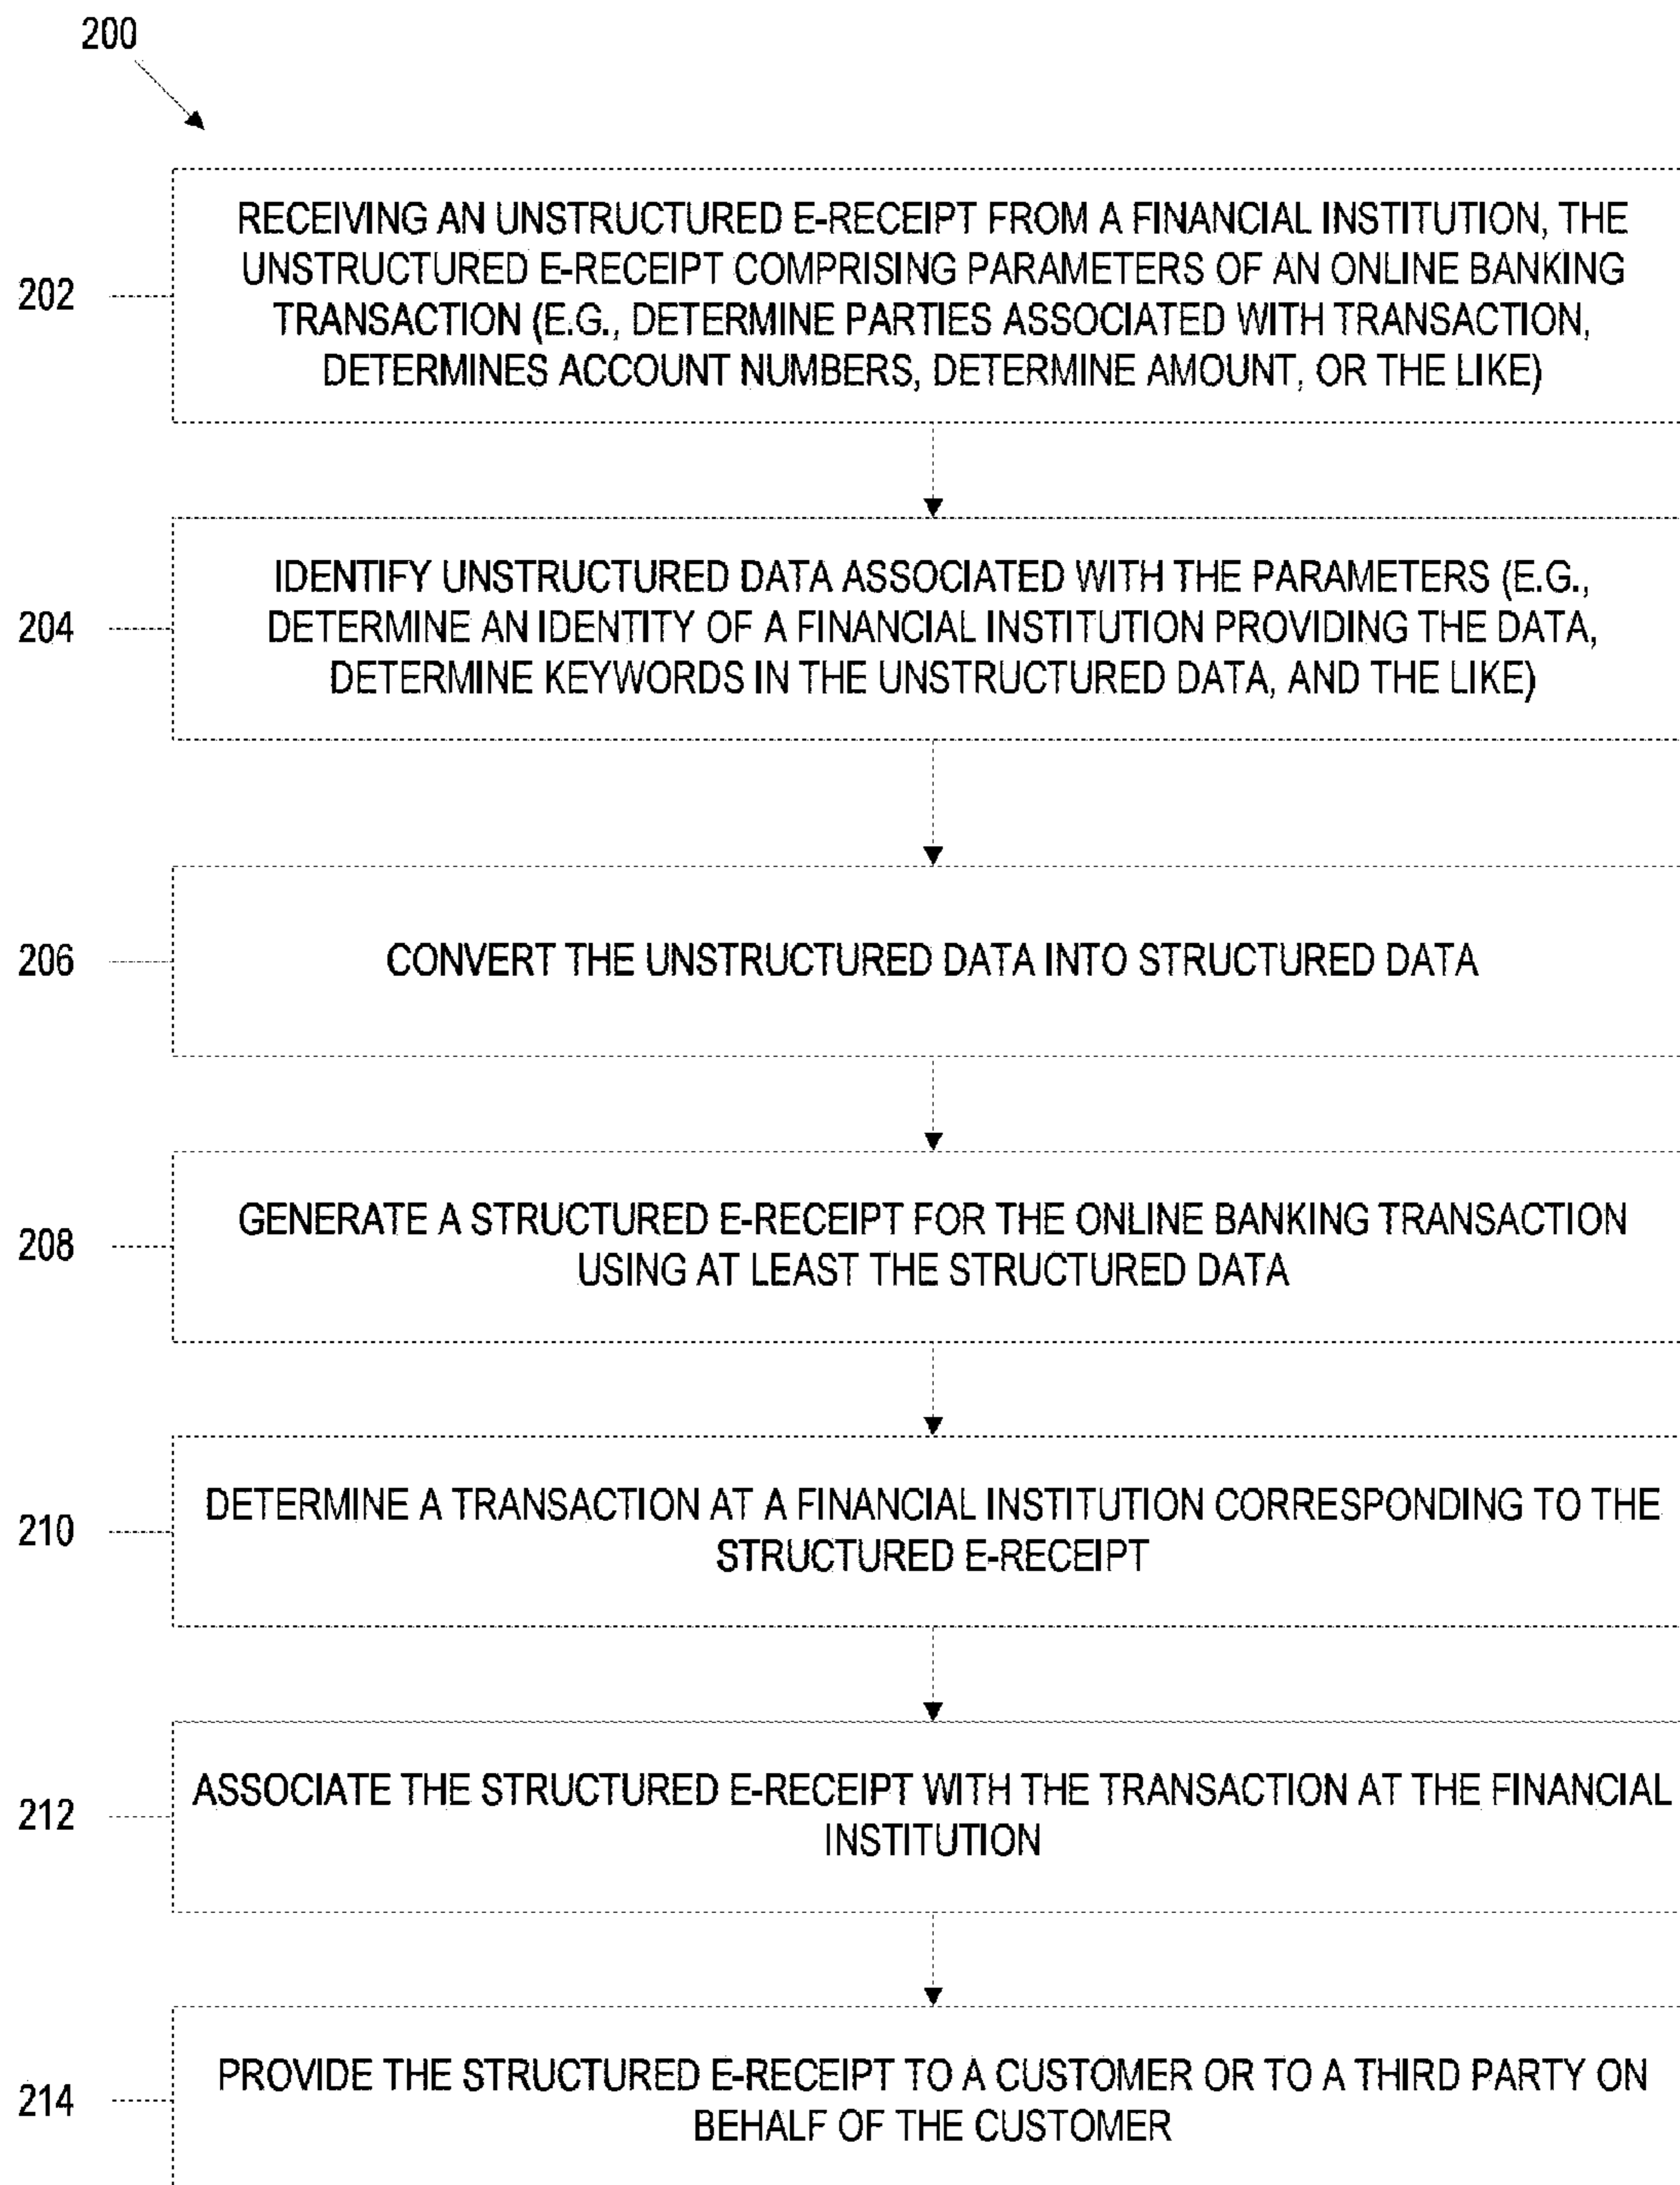 200
202
RECEIVING AN UNSTRUCTURED E-RECEIPT FROM A FINANCIAL INSTITUTION, THE
UNSTRUCTURED E-RECEIPT COMPRISING PARAMETERS OF AN ONLINE BANKING
TRANSACTION (E.G., DETERMINE PARTIES ASSOCIATED WITH TRANSACTION,
DETERMINES ACCOUNT NUMBERS, DETERMINE AMOUNT, OR THE LIKE)
204
IDENTIFY UNSTRUCTURED DATA ASSOCIATED WITH THE PARAMETERS (E.G.,
DETERMINE AN IDENTITY OF A FINANCIAL INSTITUTION PROVIDING THE DATA,
DETERMINE KEYWORDS IN THE UNSTRUCTURED DATA, AND THE LIKE)
206
CONVERT THE UNSTRUCTURED DATA INTO STRUCTURED DATA
208
GENERATE A STRUCTURED E-RECEIPT FOR THE ONLINE BANKING TRANSACTION
USING AT LEAST THE STRUCTURED DATA
210
DETERMINE A TRANSACTION AT A FINANCIAL INSTITUTION CORRESPONDING TO THE
STRUCTURED E-RECEIPT
212
ASSOCIATE THE STRUCTURED E-RECEIPT WITH THE TRANSACTION AT THE FINANCIAL
INSTITUTION
214
PROVIDE THE STRUCTURED E-RECEIPT TO A CUSTOMER OR TO A THIRD PARTY ON
BEHALF OF THE CUSTOMER